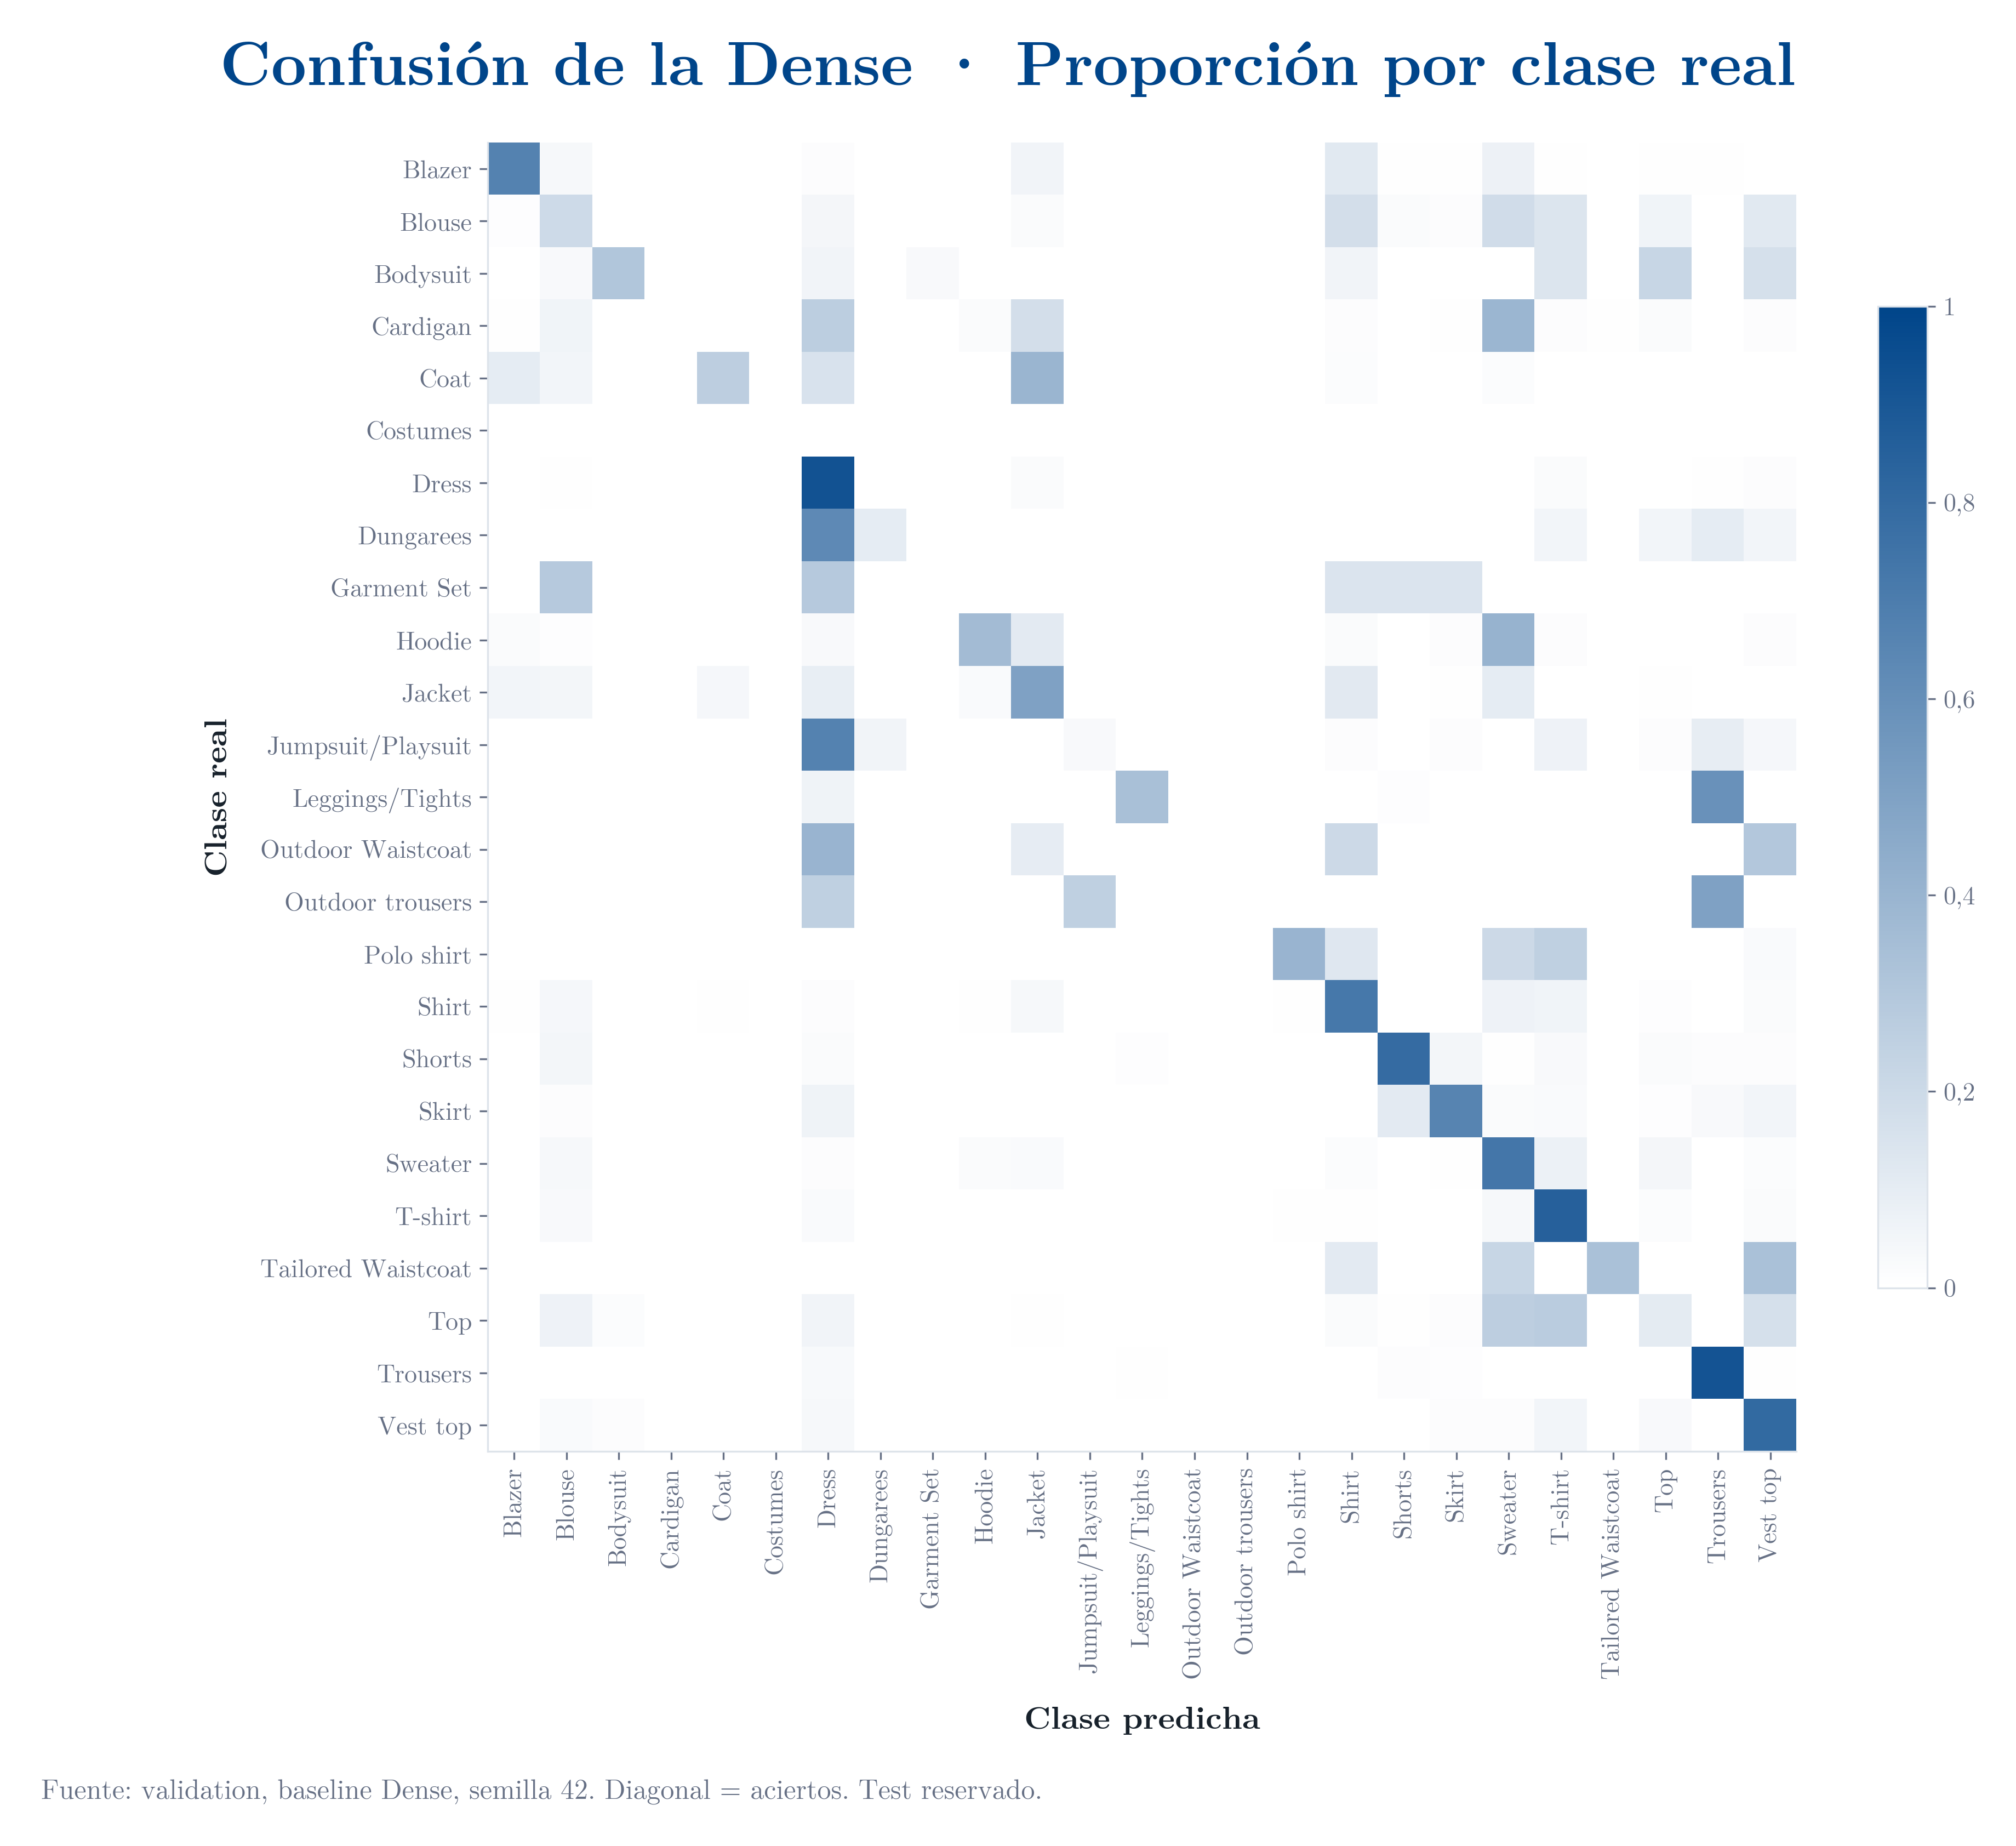 Confusión de la Dense · Proporción por clase real
Blazer
Blouse
Bodysuit
Cardigan
Coat
Costumes
Dress
Dungarees
Garment Set
Hoodie
Jacket
Jumpsuit/Playsuit
Leggings/Tights
Outdoor Waistcoat
Outdoor trousers
Polo shirt
Shirt
Shorts
Skirt
Sweater
T-shirt
Tailored Waistcoat
Top
Trousers
Vest top
Clase real
Blazer
Blouse
Bodysuit
Cardigan
Coat
Costumes
Dress
Dungarees
Garment Set
Hoodie
Jacket
Jumpsuit/Playsuit
Leggings/Tights
Outdoor Waistcoat
Outdoor trousers
Polo shirt
Shirt
Shorts
Skirt
Sweater
T-shirt
Tailored Waistcoat
Top
Trousers
Vest top
Clase predicha
1
0,8
0,6
0,4
0,2
0
Fuente: validation, baseline Dense, semilla 42. Diagonal = aciertos. Test reservado.